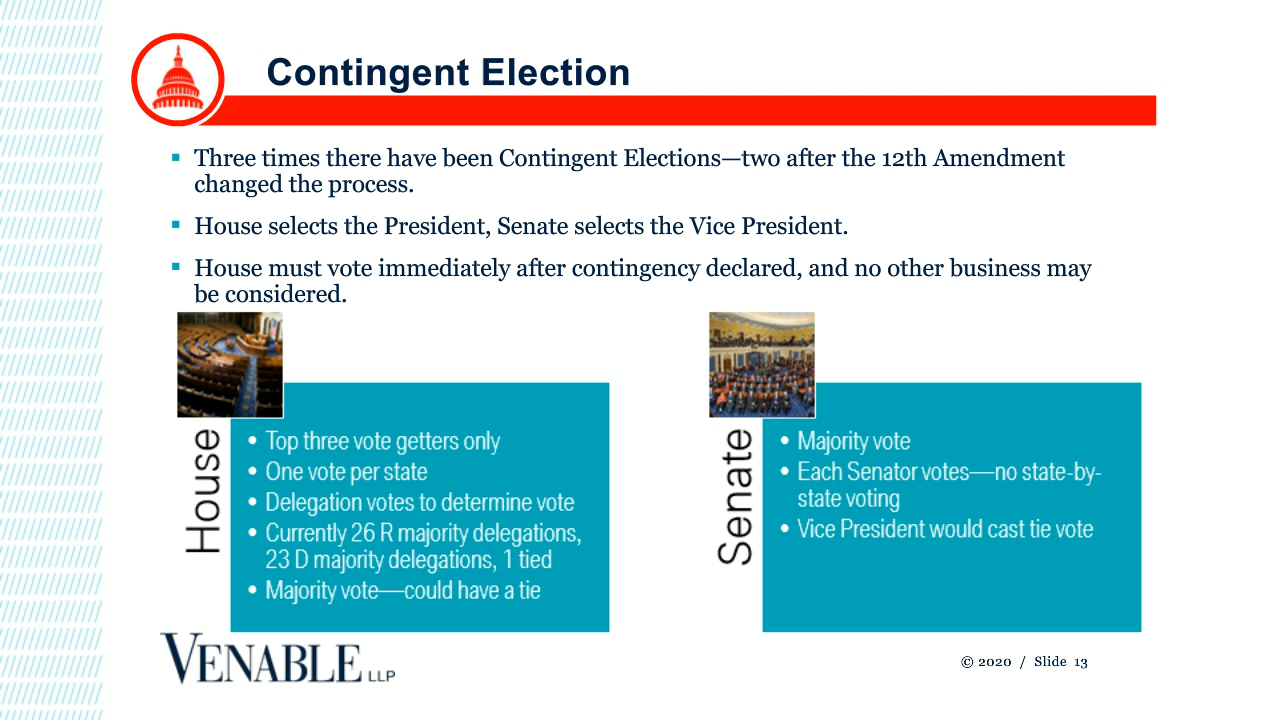 Contingent Election
▪ Three times there have been Contingent Elections—two after the 12th Amendment
changed the process.
▪ House selects the President, Senate selects the Vice President.
▪ House must vote immediately after contingency declared, and no other business may
be considered.
House
• Top three vote getters only
• One vote per state
• Delegation votes to determine vote
• Currently 26 R majority delegations,
23 D majority delegations, 1 tied
• Majority vote—could have a tie
Senate
• Majority vote
• Each Senator votes—no state-by-
state voting
• Vice President would cast tie vote
VENABLE LLP
© 2020 / Slide 13